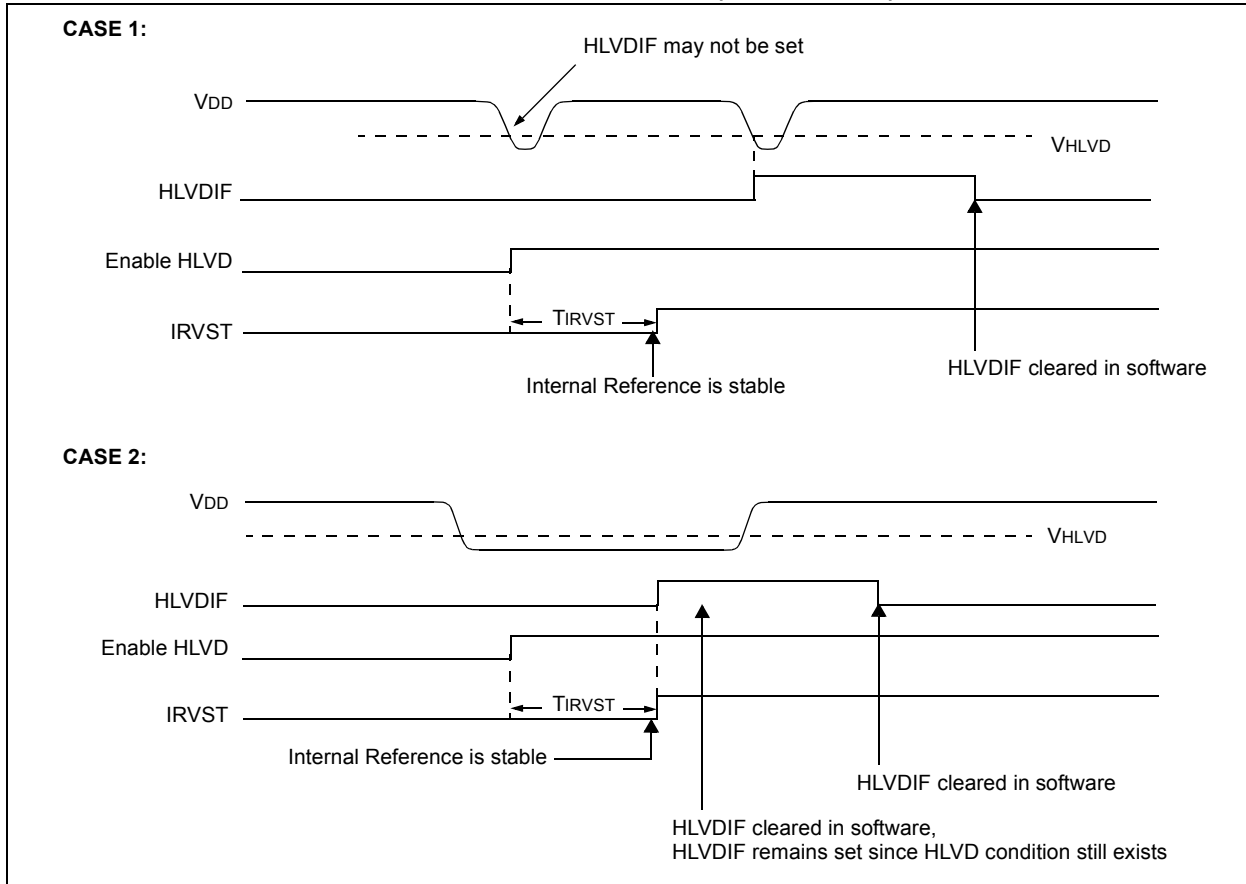 CASE 1:
HLVDIF may not be set
VDD
VHLVD
HLVDIF
Enable HLVD
TIRVST
IRVST
HLVDIF cleared in software
Internal Reference is stable
CASE 2:
VDD
VHLVD
HLVDIF
Enable HLVD
TIRVST
IRVST
Internal Reference is stable
HLVDIF cleared in software
HLVDIF cleared in software,
HLVDIF remains set since HLVD condition still exists